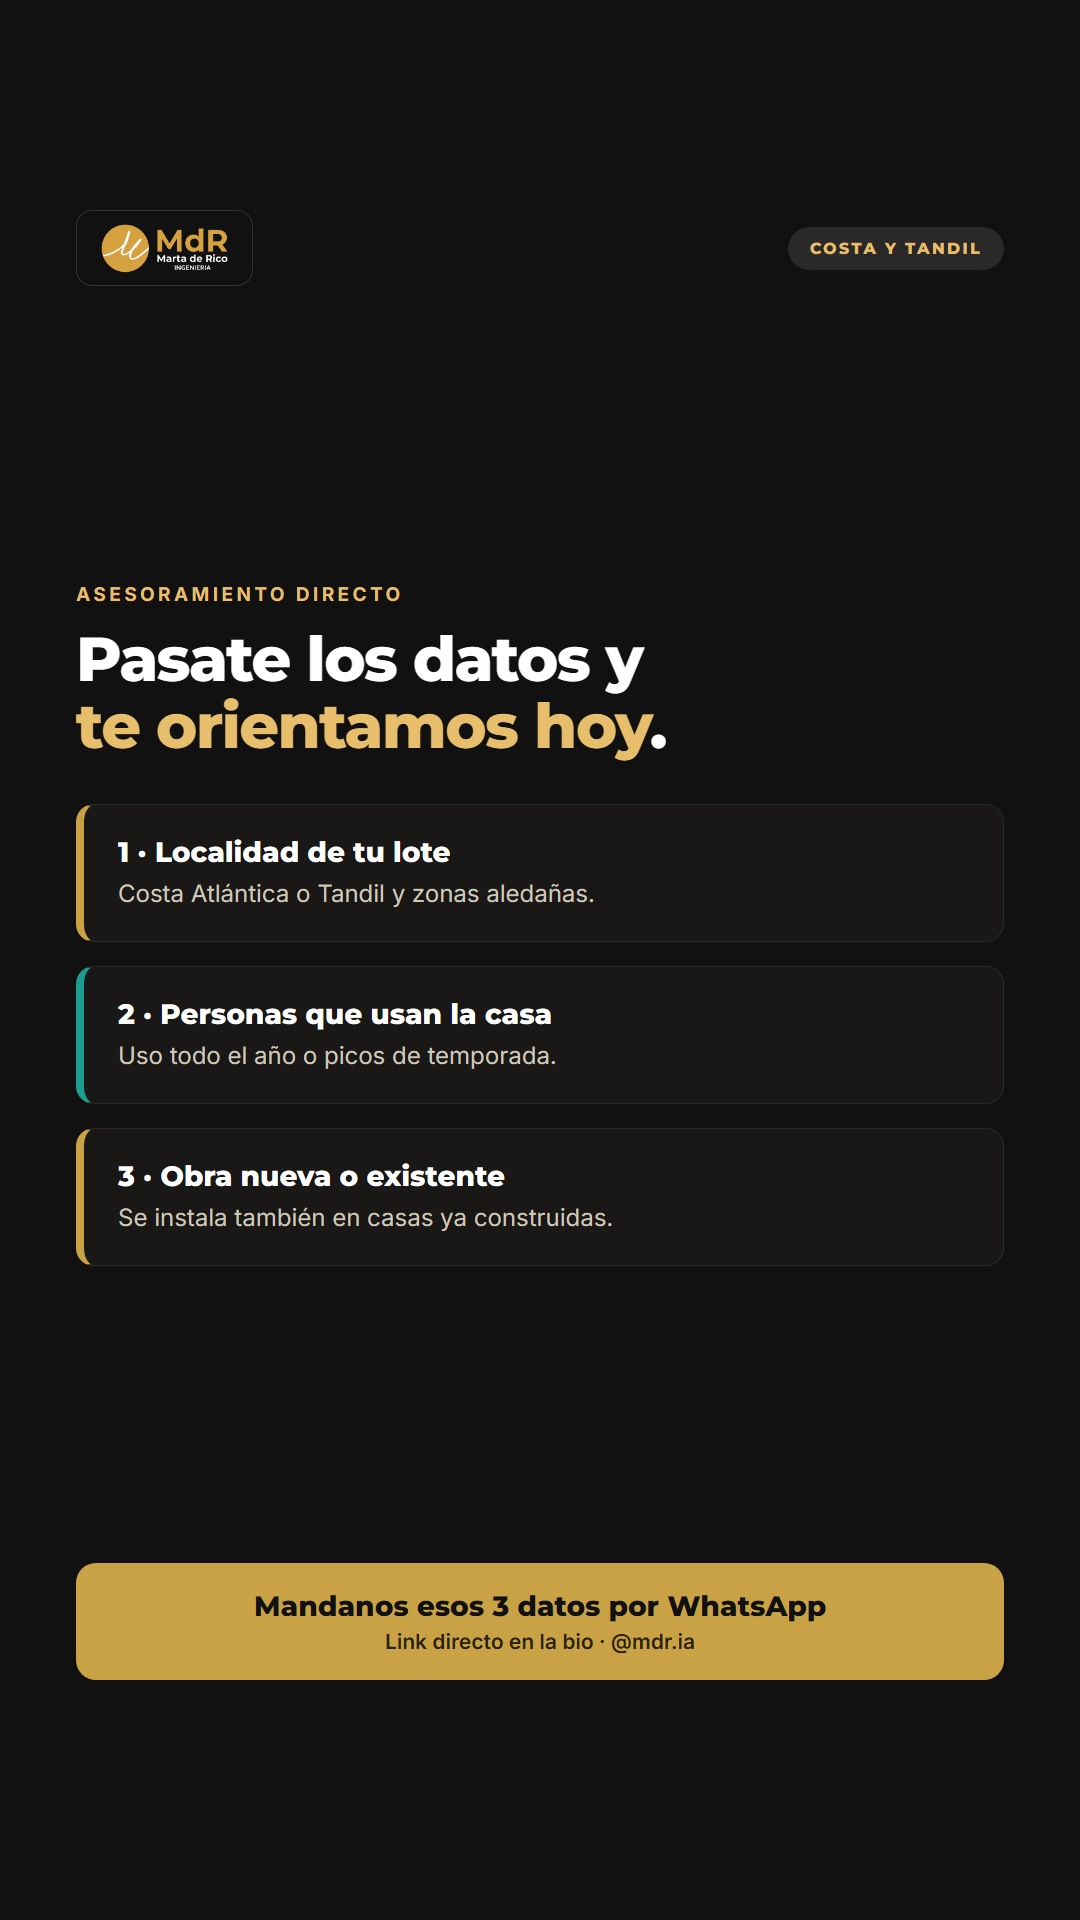 MdR
Marta de Rico
INGENIERIA
COSTA Y TANDIL
ASESORAMIENTO DIRECTO
Pasate los datos y
te orientamos hoy.
1 · Localidad de tu lote
Costa Atlántica o Tandil y zonas aledañas.
2 · Personas que usan la casa
Uso todo el año o picos de temporada.
3 · Obra nueva o existente
Se instala también en casas ya construidas.
Mandanos esos 3 datos por WhatsApp
Link directo en la bio · @mdr.ia